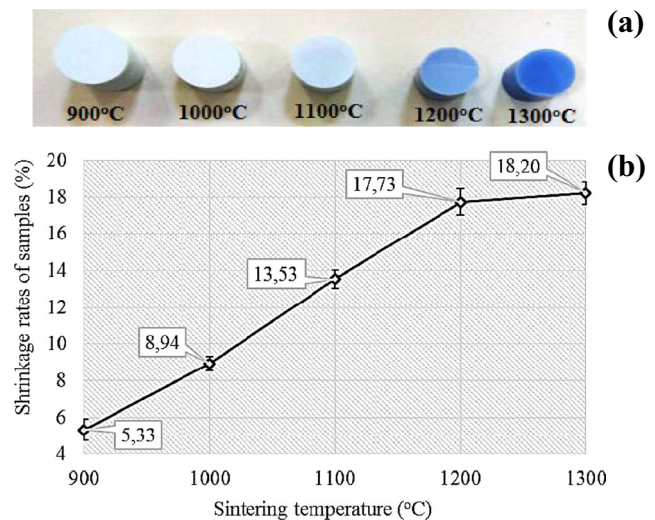 (a)
900°C 1000°C 1100°C 1200°C 1300°C
(b)
Shrinkage rates of samples (%)
20
18
16
14
12
10
8
6
4
5,33
8,94
13,53
17,73
18,20
900 1000 1100 1200 1300
Sintering temperature (°C)